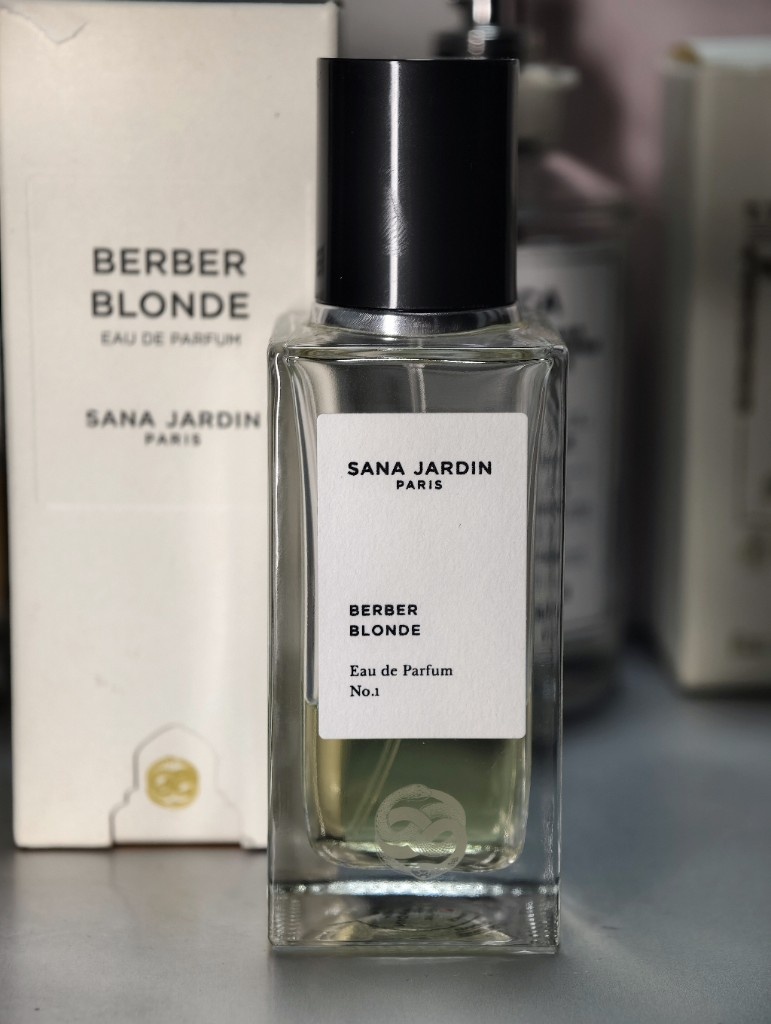 BERBER
BLONDE
EAU DE PARFUM
SANA JARDIN
PARIS
SANA JARDIN
PARIS
BERBER
BLONDE
Eau de Parfum
No.1